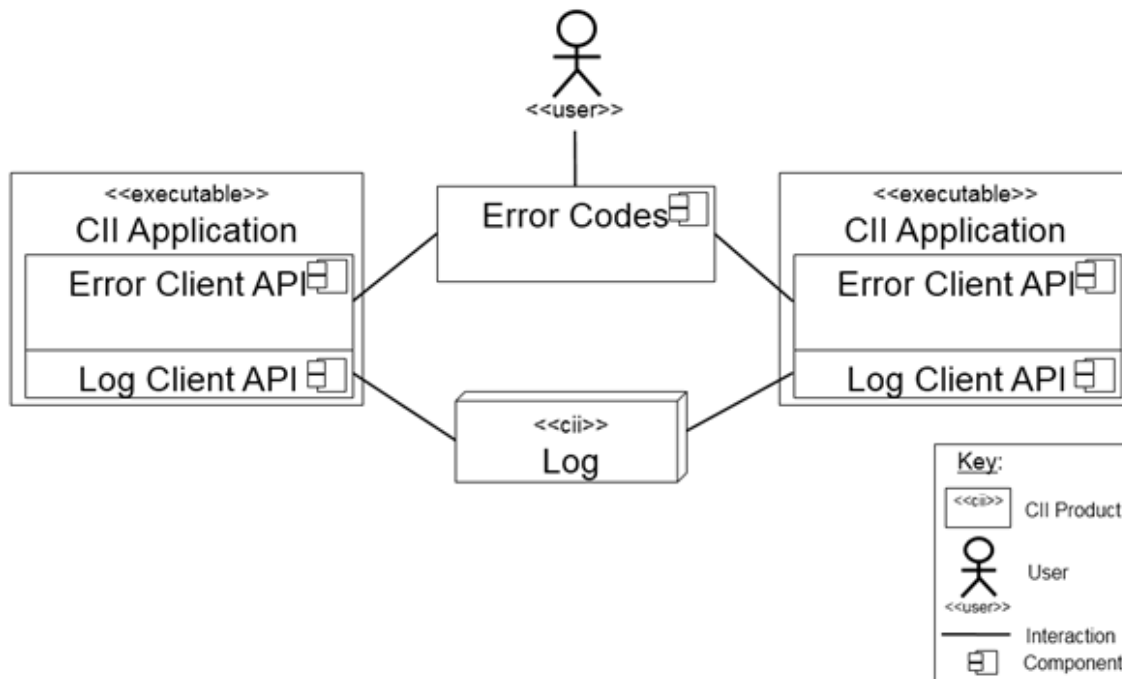 <<user>>
<<executable>>
CII Application
Error Client API
Log Client API
Error Codes
<<cii>>
Log
<<executable>>
CII Application
Error Client API
Log Client API
Key:
<<cii>>
CII Product
User
<<user>>
Interaction
Component